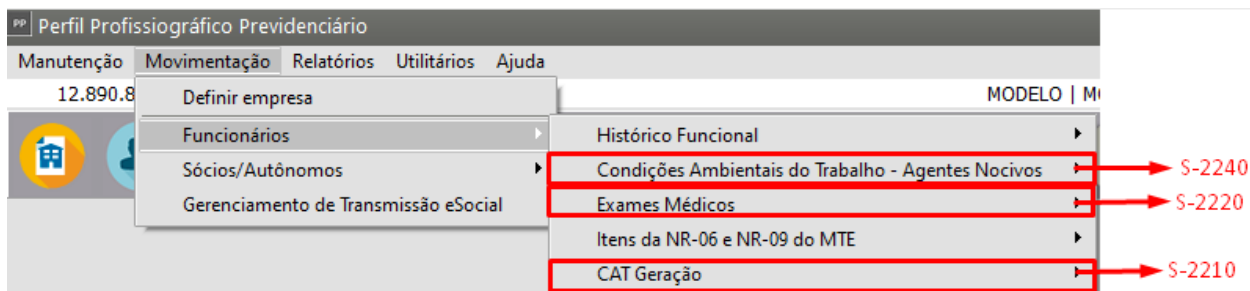 PP Perfil Profissiográfico Previdenciário
Manutenção Movimentação Relatórios Utilitários Ajuda
12.890.8 MODELO | M
Definir empresa
Funcionários
Sócios/Autônomos
Gerenciamento de Transmissão eSocial
Histórico Funcional
Condições Ambientais do Trabalho - Agentes Nocivos S-2240
Exames Médicos S-2220
Itens da NR-06 e NR-09 do MTE
CAT Geração S-2210